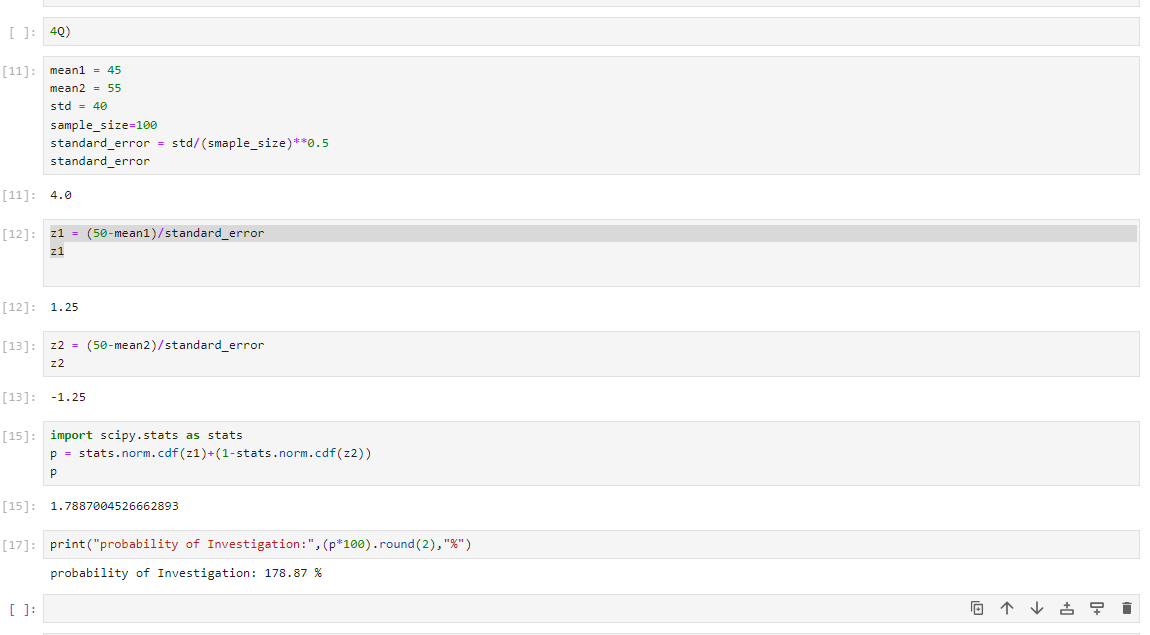 [ ]: 4Q)
[11]: mean1 = 45
mean2 = 55
std = 40
sample_size=100
standard_error = std/(smaple_size)**0.5
standard_error
[11]: 4.0
[12]: z1 = (50-mean1)/standard_error
z1
[12]: 1.25
[13]: z2 = (50-mean2)/standard_error
z2
[13]: -1.25
[15]: import scipy.stats as stats
p = stats.norm.cdf(z1)+(1-stats.norm.cdf(z2))
p
[15]: 1.7887004526662893
[17]: print("probability of Investigation:",(p*100).round(2),"%")
probability of Investigation: 178.87 %
[ ]: